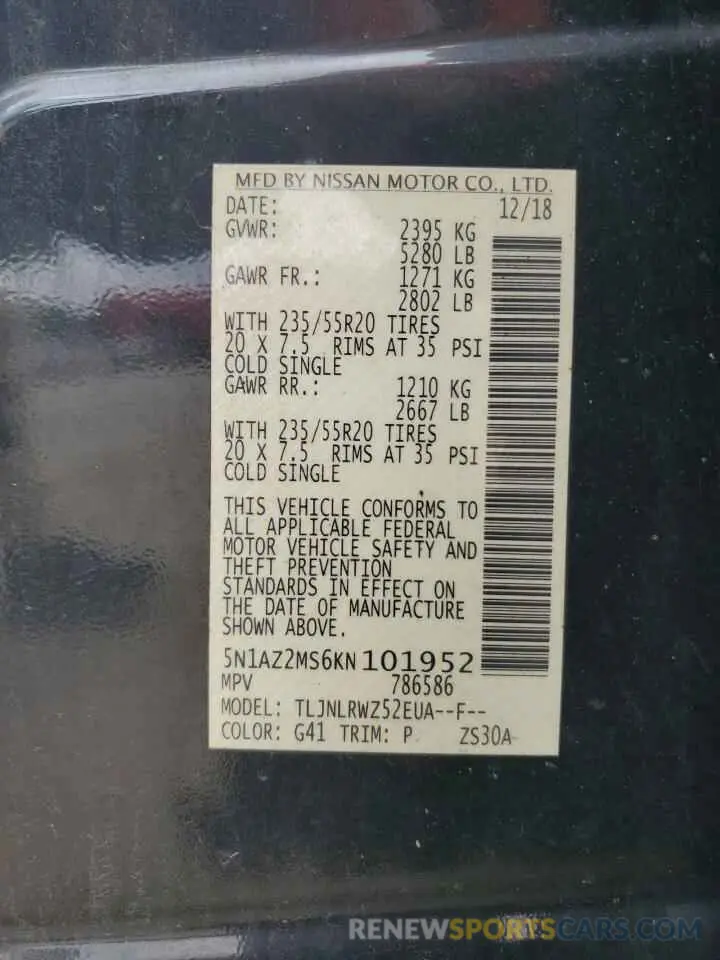 MFD BY NISSAN MOTOR CO., LTD.
DATE: 12/18
GVWR: 2395 KG
5280 LB
GAWR FR.: 1271 KG
2802 LB
WITH 235/55R20 TIRES
20 X 7.5 RIMS AT 35 PSI
COLD SINGLE
GAWR RR.: 1210 KG
2667 LB
WITH 235/55R20 TIRES
20 X 7.5 RIMS AT 35 PSI
COLD SINGLE
THIS VEHICLE CONFORMS TO
ALL APPLICABLE FEDERAL
MOTOR VEHICLE SAFETY AND
THEFT PREVENTION
STANDARDS IN EFFECT ON
THE DATE OF MANUFACTURE
SHOWN ABOVE.
5N1AZ2MS6KN101952
MPV 786586
MODEL: TLJNLRWZ52EUA--F--
COLOR: G41 TRIM: P ZS30A
RENEWSPORTSCARS.COM